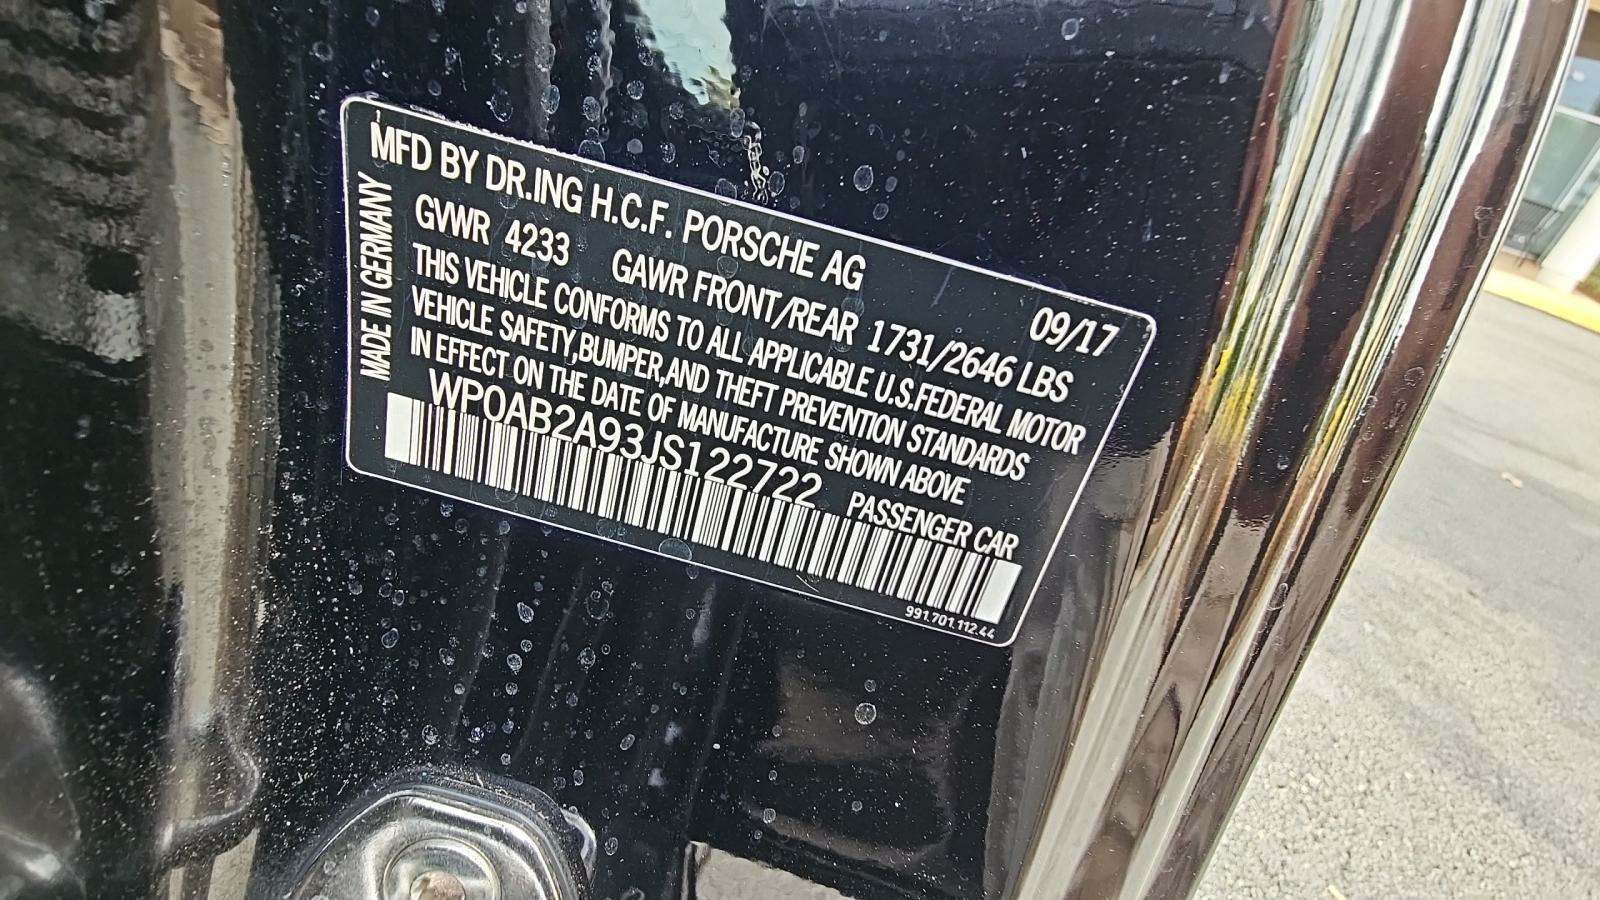 MFD BY DR.ING H.C.F. PORSCHE AG 09/17
GVWR 4233 GAWR FRONT/REAR 1731/2646 LBS
THIS VEHICLE CONFORMS TO ALL APPLICABLE U.S.FEDERAL MOTOR
VEHICLE SAFETY,BUMPER,AND THEFT PREVENTION STANDARDS
IN EFFECT ON THE DATE OF MANUFACTURE SHOWN ABOVE
WP0AB2A93JS122722 PASSENGER CAR
991.701.112.44
MADE IN GERMANY